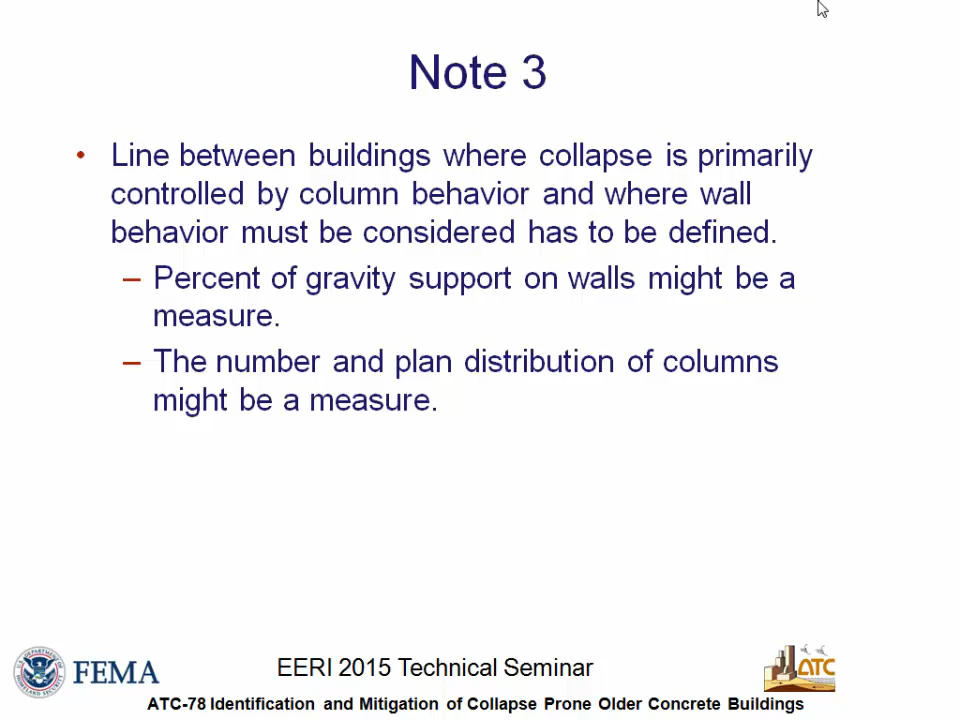 Note 3
• Line between buildings where collapse is primarily
controlled by column behavior and where wall
behavior must be considered has to be defined.
– Percent of gravity support on walls might be a
measure.
– The number and plan distribution of columns
might be a measure.
FEMA
EERI 2015 Technical Seminar
ATC
ATC-78 Identification and Mitigation of Collapse Prone Older Concrete Buildings